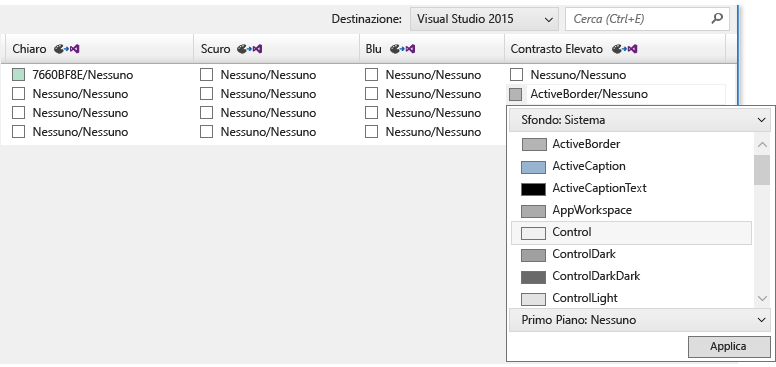 Destinazione: Visual Studio 2015 Cerca (Ctrl+E)
Chiaro Scuro Blu Contrasto Elevato
7660BF8E/Nessuno Nessuno/Nessuno Nessuno/Nessuno Nessuno/Nessuno
Nessuno/Nessuno Nessuno/Nessuno Nessuno/Nessuno ActiveBorder/Nessuno
Nessuno/Nessuno Nessuno/Nessuno Nessuno/Nessuno
Nessuno/Nessuno Nessuno/Nessuno Nessuno/Nessuno
Sfondo: Sistema
ActiveBorder
ActiveCaption
ActiveCaptionText
AppWorkspace
Control
ControlDark
ControlDarkDark
ControlLight
Primo Piano: Nessuno
Applica